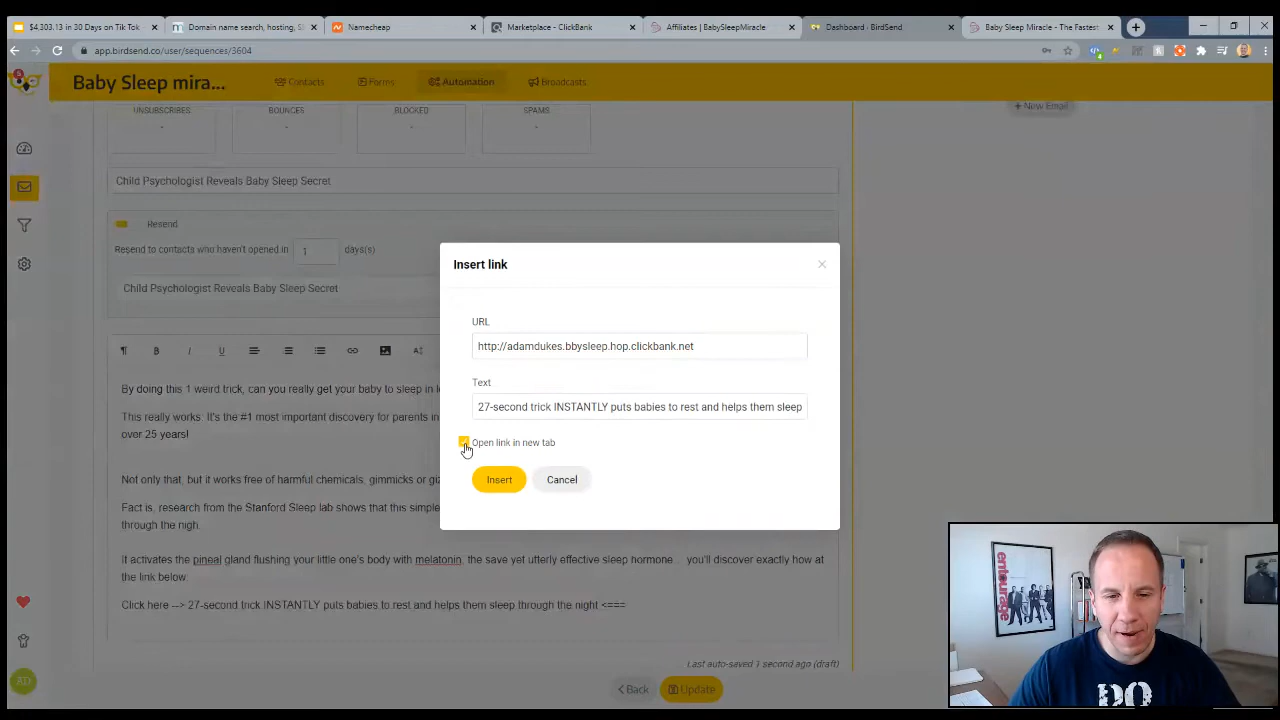 $4,303.13 in 30 Days on Tik Tok
Domain name search, hosting, SS
Namecheap
Marketplace - ClickBank
Affiliates | BabySleepMiracle
Dashboard - BirdSend
Baby Sleep Miracle - The Fastest
app.birdsend.co/user/sequences/3604
Baby Sleep mira...
Contacts
Forms
Automation
Broadcasts
UNSUBSCRIBES
BOUNCES
BLOCKED
SPAMS
-
-
-
-
+ New Email
Child Psychologist Reveals Baby Sleep Secret
Resend
Resend to contacts who haven't opened in 1 days(s)
Child Psychologist Reveals Baby Sleep Secret
Insert link
URL
http://adamdukes.bbysleep.hop.clickbank.net
Text
27-second trick INSTANTLY puts babies to rest and helps them sleep
Open link in new tab
Insert
Cancel
By doing this 1 weird trick, can you really get your baby to sleep in
This really works. It's the #1 most important discovery for parents in
over 25 years!
Not only that, but it works free of harmful chemicals, gimmicks or
Fact is, research from the Stanford Sleep lab shows that this simple
through the nigh.
It activates the pineal gland flushing your little one's body with melatonin, the save yet utterly effective sleep hormone... you'll discover exactly how at
the link below:
Click here --> 27-second trick INSTANTLY puts babies to rest and helps them sleep through the night <===
Last auto-saved 1 second ago (draft)
Back
Update
AD
entourage